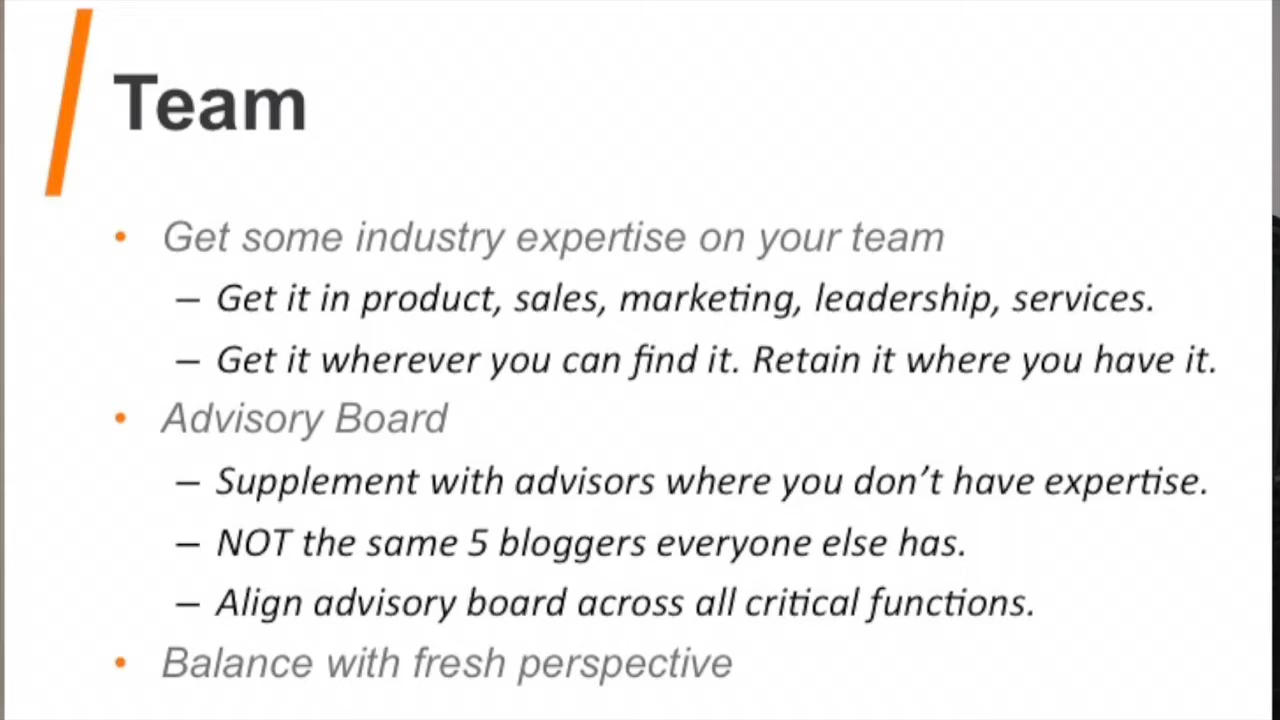 Team
• Get some industry expertise on your team
– Get it in product, sales, marketing, leadership, services.
– Get it wherever you can find it. Retain it where you have it.
• Advisory Board
– Supplement with advisors where you don’t have expertise.
– NOT the same 5 bloggers everyone else has.
– Align advisory board across all critical functions.
• Balance with fresh perspective